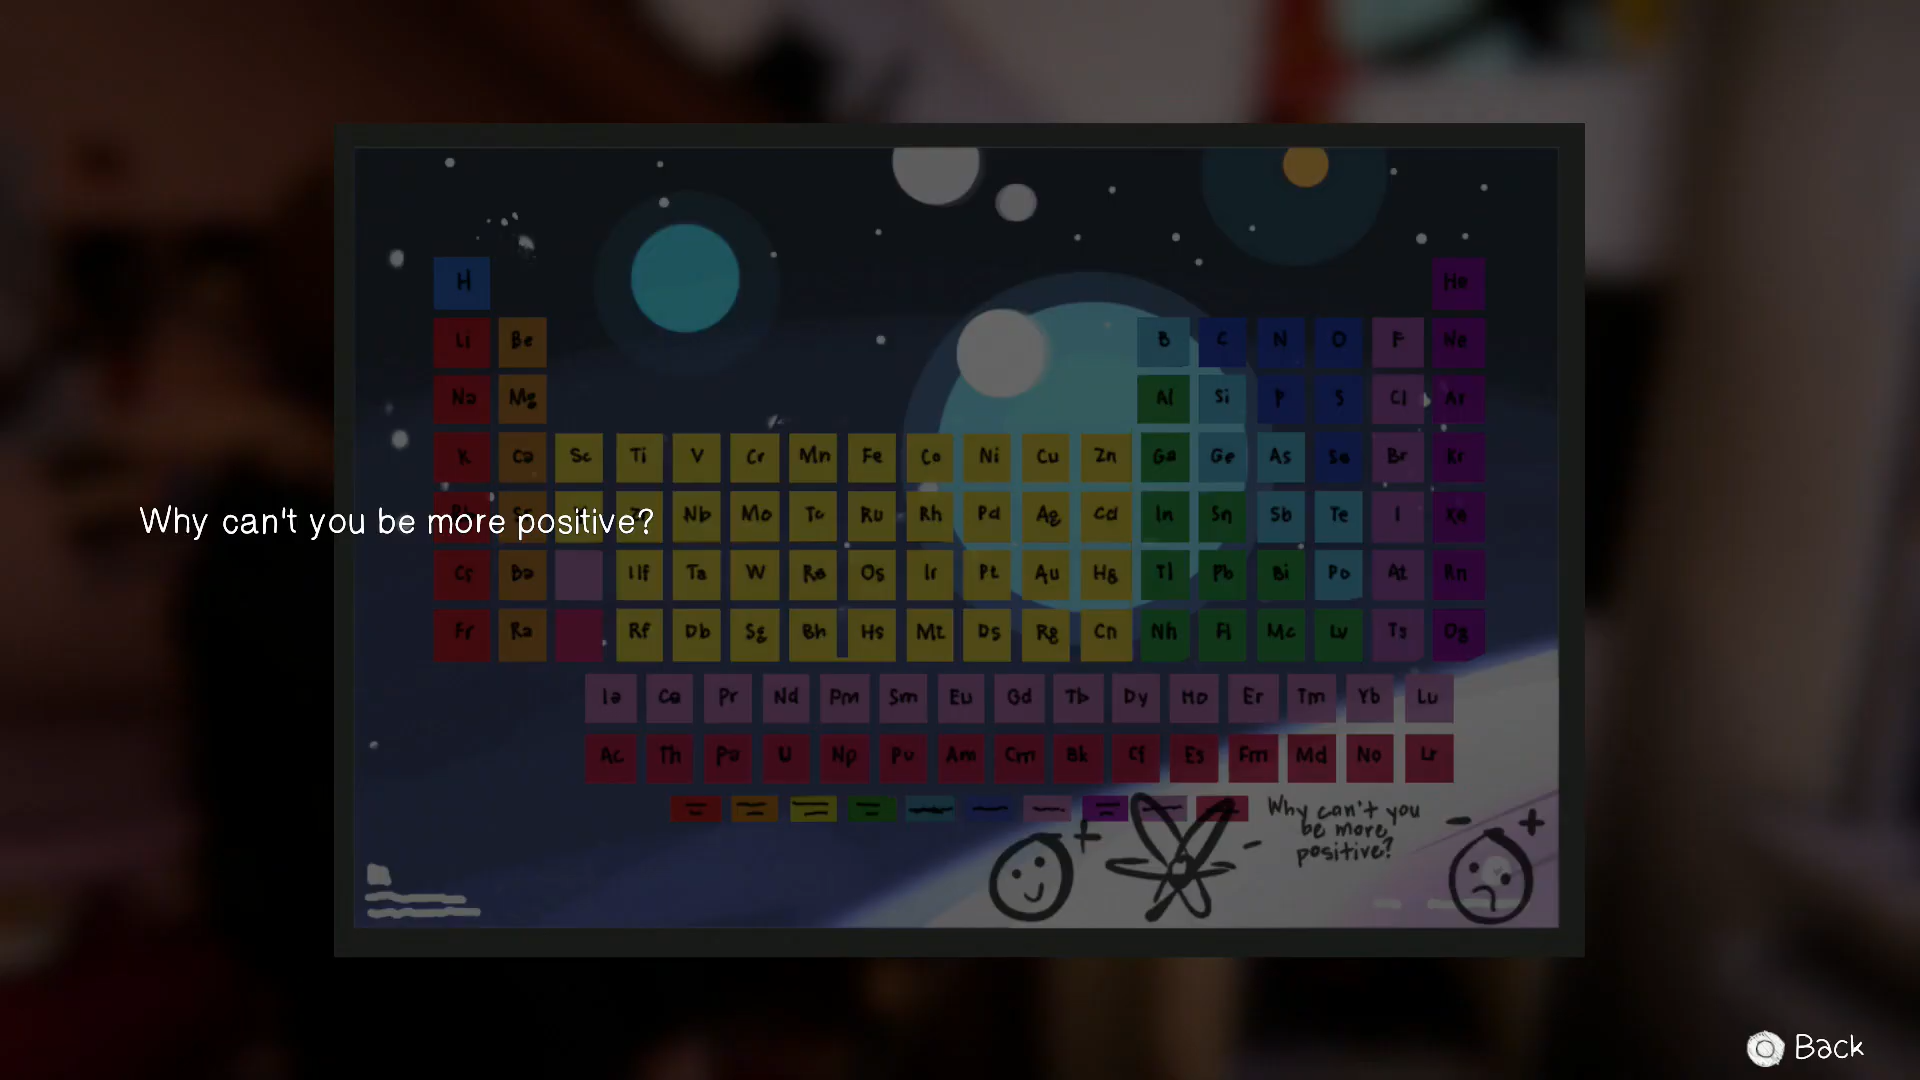 H He
Li Be B C N O F Ne
Na Mg Al Si P S Cl Ar
K Ca Sc Ti V Cr Mn Fe Co Ni Cu Zn Ga Ge As Se Br Kr
Why can't you be more positive? Nb Mo Tc Ru Rh Pd Ag Cd In Sn Sb Te I Xe
Cs Ba Hf Ta W Re Os Ir Pt Au Hg Tl Pb Bi Po At Rn
Fr Ra Rf Db Sg Bh Hs Mt Ds Rg Cn Nh Fl Mc Lv Ts Og
la Ce Pr Nd Pm Sm Eu Gd Tb Dy Ho Er Tm Yb Lu
Ac Th Pa U Np Pu Am Cm Bk Cf Es Fm Md No Lr
Why can't you
be more
positive?
+ - - +
Back